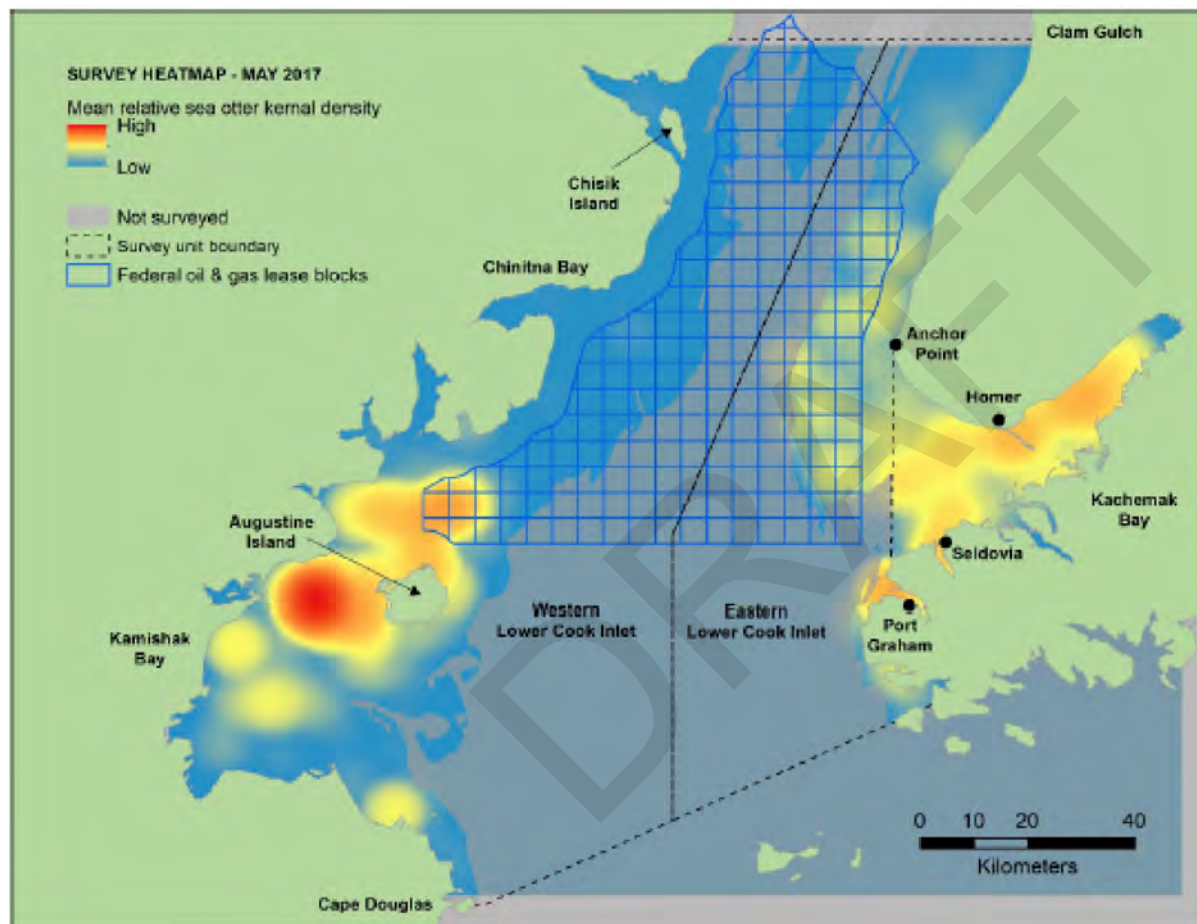 Clam Gulch
SURVEY HEATMAP - MAY 2017
Mean relative sea otter kernal density
High
Low
Chisik
Island
Not surveyed
Survey unit boundary
Federal oil & gas lease blocks
Chinitna Bay
Anchor
Point
Homer
Kachemak
Bay
Augustine
Island
Seldovia
Western
Lower Cook Inlet
Eastern
Lower Cook Inlet
Port
Graham
Kamishak
Bay
DRAFT
0 10 20 40
Kilometers
Cape Douglas